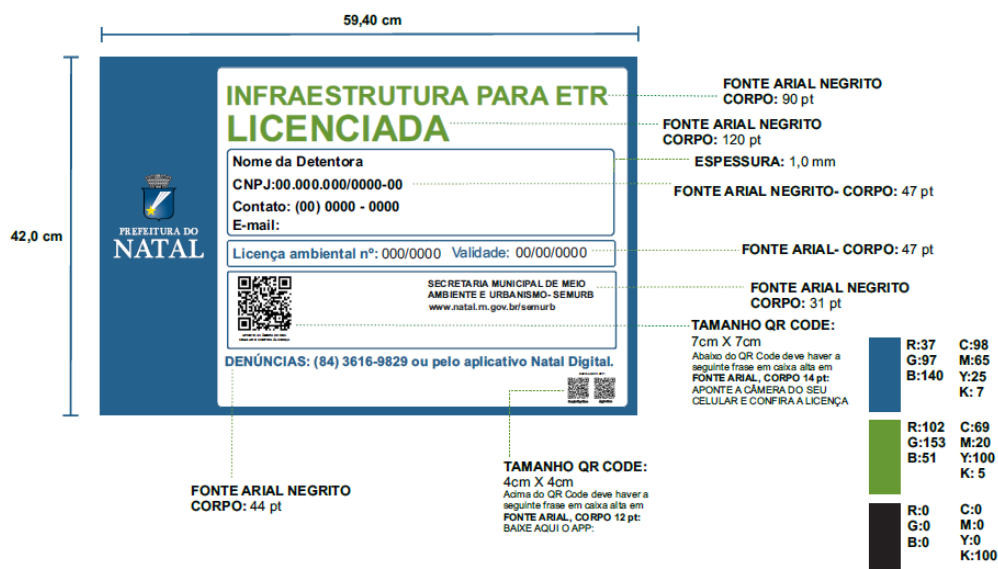 59,40 cm
42,0 cm
PREFEITURA DO
NATAL
INFRAESTRUTURA PARA ETR
LICENCIADA
Nome da Detentora
CNPJ:00.000.000/0000-00
Contato: (00) 0000 - 0000
E-mail:
Licença ambiental nº: 000/0000 Validade: 00/00/0000
SECRETARIA MUNICIPAL DE MEIO
AMBIENTE E URBANISMO- SEMURB
www.natal.rn.gov.br/semurb
APONTE A CÂMERA DO SEU
CELULAR E CONFIRA A LICENÇA
DENÚNCIAS: (84) 3616-9829 ou pelo aplicativo Natal Digital.
FONTE ARIAL NEGRITO
CORPO: 90 pt
FONTE ARIAL NEGRITO
CORPO: 120 pt
ESPESSURA: 1,0 mm
FONTE ARIAL NEGRITO- CORPO: 47 pt
FONTE ARIAL- CORPO: 47 pt
FONTE ARIAL NEGRITO
CORPO: 31 pt
TAMANHO QR CODE:
7cm X 7cm
Abaixo do QR Code deve haver a
seguinte frase em caixa alta em
FONTE ARIAL, CORPO 14 pt:
APONTE A CÂMERA DO SEU
CELULAR E CONFIRA A LICENÇA
FONTE ARIAL NEGRITO
CORPO: 44 pt
TAMANHO QR CODE:
4cm X 4cm
Acima do QR Code deve haver a
seguinte frase em caixa alta em
FONTE ARIAL, CORPO 12 pt:
BAIXE AQUI O APP:
R:37 C:98
G:97 M:65
B:140 Y:25
K: 7
R:102 C:69
G:153 M:20
B:51 Y:100
K: 5
R:0 C:0
G:0 M:0
B:0 Y:0
K:100